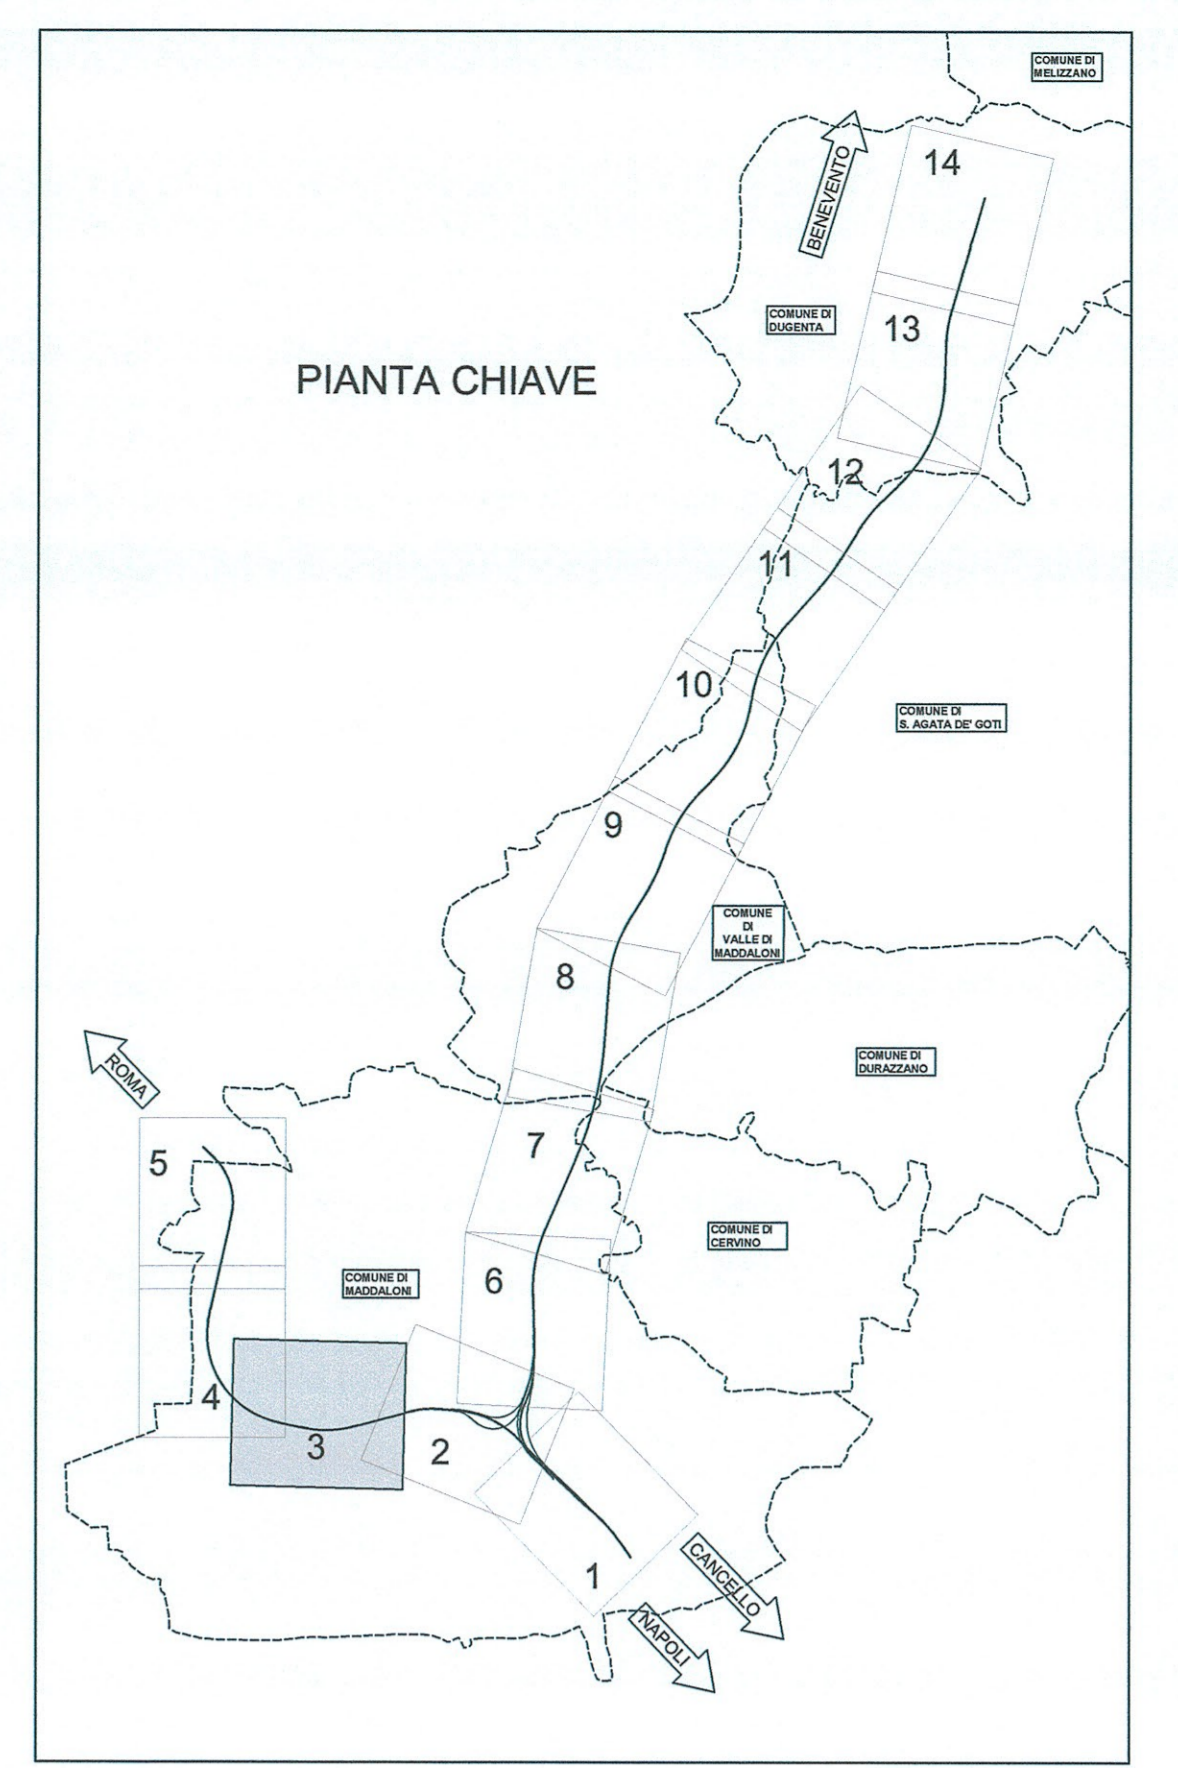 COMUNE DI
MELIZZANO
14
BENEVENTO
COMUNE DI
DUGENTA
13
PIANTA CHIAVE
12
11
10
COMUNE DI
S. AGATA DE' GOTI
9
COMUNE
DI
VALLE DI
MADDALONI
8
ROMA
COMUNE DI
DURAZZANO
7
5
COMUNE DI
CERVINO
6
COMUNE DI
MADDALONI
4
3
2
1
CANCELLO
NAPOLI